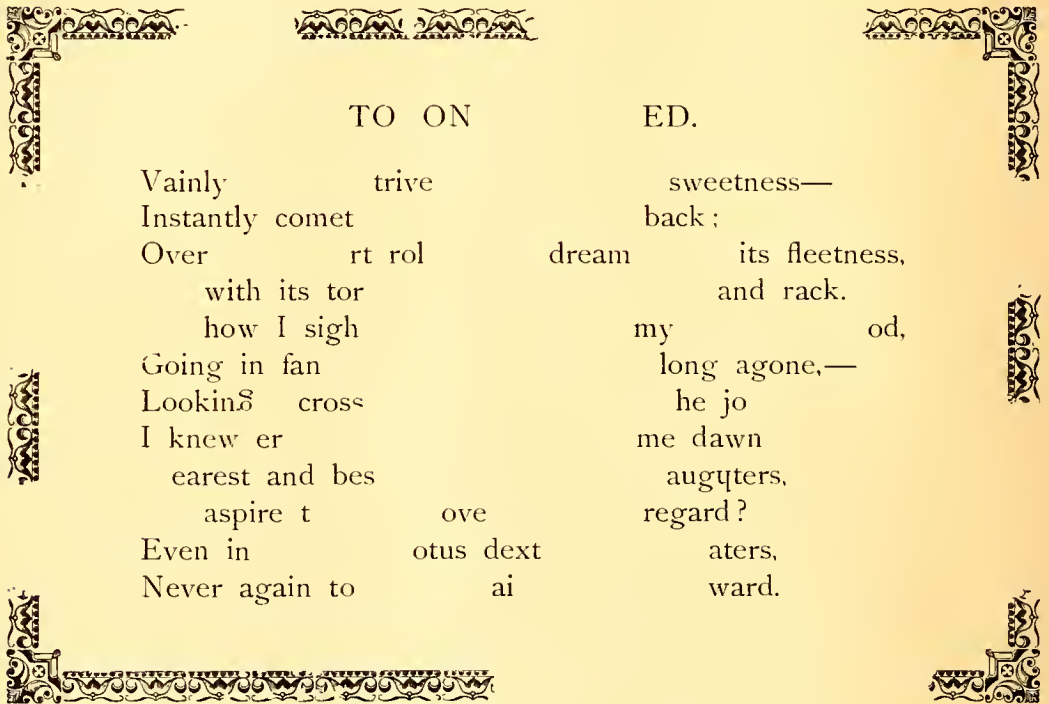 TO ON ED.
Vainly trive sweetness—
Instantly comet back;
Over rt rol dream its fleetness,
with its tor and rack.
how I sigh my od,
Going in fan long agone,—
Looking cross he jo
I knew er me dawn
earest and bes augɥters,
aspire t ove regard?
Even in otus dext aters,
Never again to ai ward.